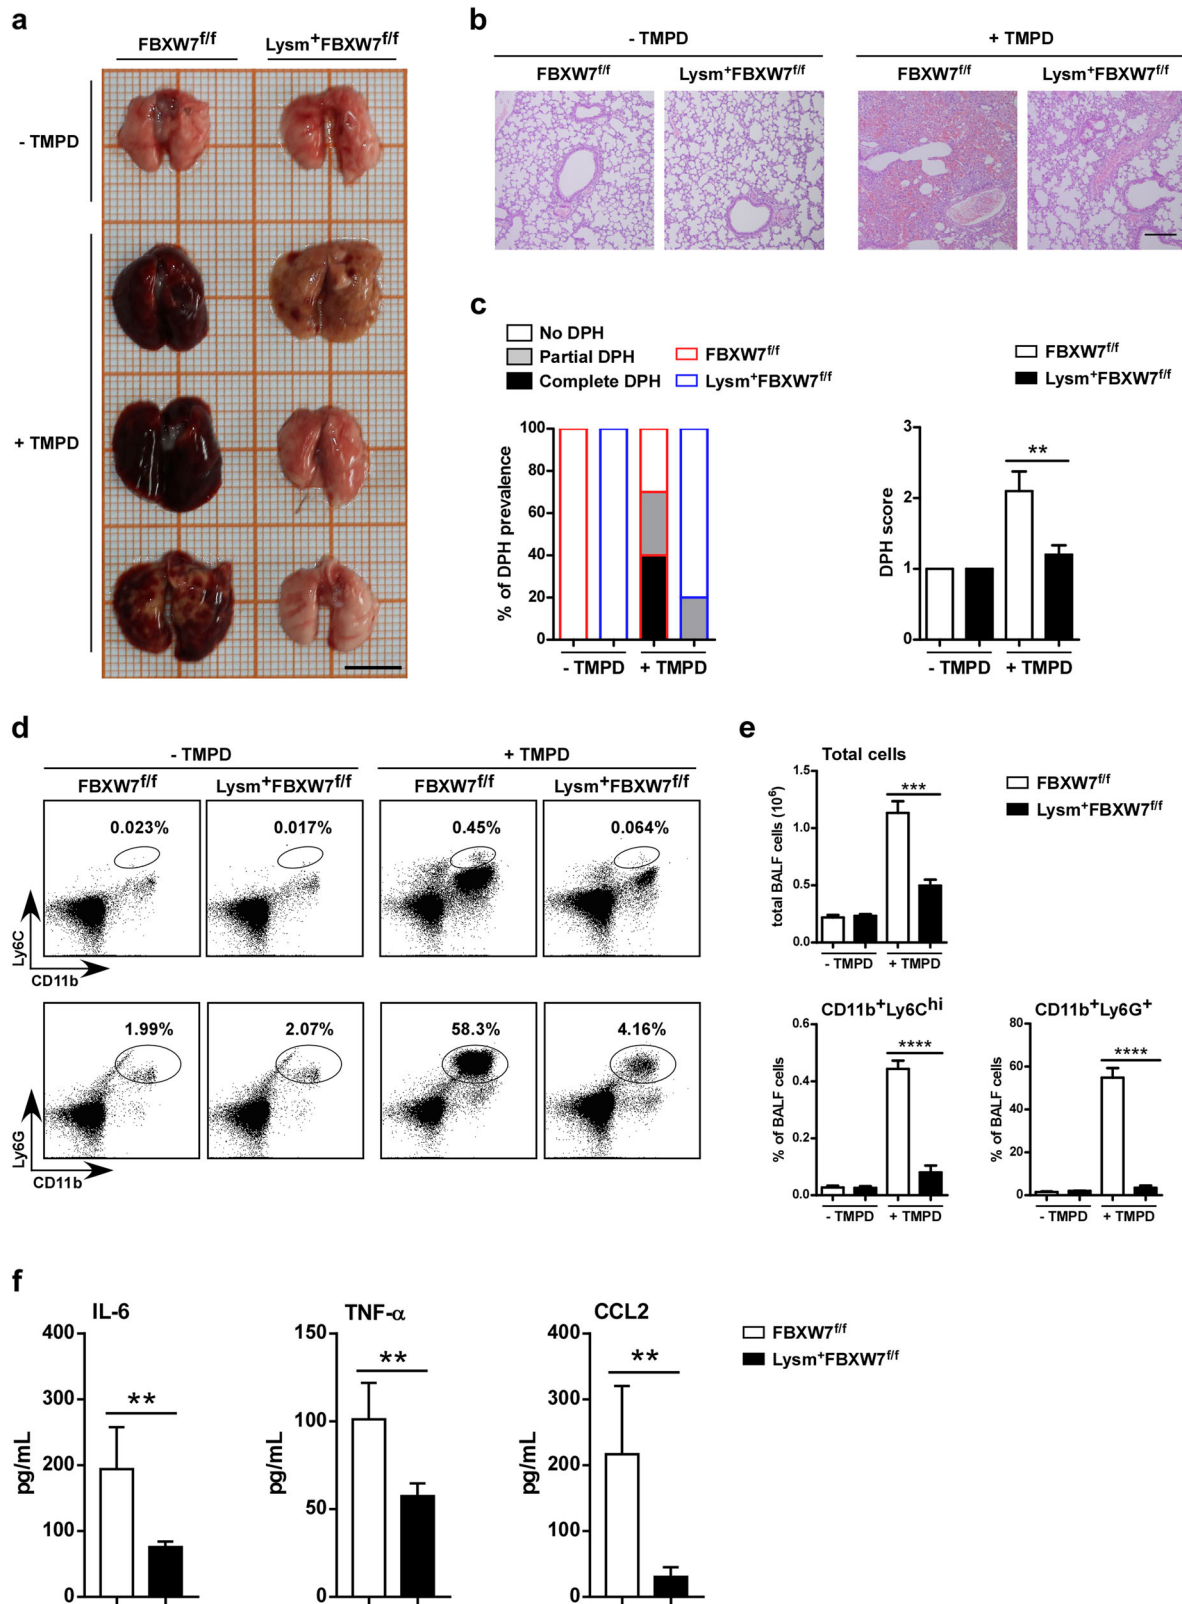 a
FBXW7f/f
Lysm+FBXW7f/f
- TMPD
+ TMPD
b
- TMPD
+ TMPD
FBXW7f/f
Lysm+FBXW7f/f
FBXW7f/f
Lysm+FBXW7f/f
c
No DPH
Partial DPH
Complete DPH
FBXW7f/f
Lysm+FBXW7f/f
% of DPH prevalence
100
80
60
40
20
0
- TMPD
+ TMPD
FBXW7f/f
Lysm+FBXW7f/f
DPH score
3
2
1
0
**
- TMPD
+ TMPD
d
- TMPD
+ TMPD
FBXW7f/f
Lysm+FBXW7f/f
FBXW7f/f
Lysm+FBXW7f/f
0.023%
0.017%
0.45%
0.064%
Ly6C
CD11b
1.99%
2.07%
58.3%
4.16%
Ly6G
CD11b
e
Total cells
total BALF cells (10⁶)
1.5
1.0
0.5
0.0
***
- TMPD
+ TMPD
FBXW7f/f
Lysm+FBXW7f/f
CD11b+Ly6Chi
% of BALF cells
0.6
0.4
0.2
0.0
****
- TMPD
+ TMPD
CD11b+Ly6G+
% of BALF cells
80
60
40
20
0
****
- TMPD
+ TMPD
f
IL-6
pg/mL
400
300
200
100
0
**
TNF-α
pg/mL
150
100
50
0
**
CCL2
pg/mL
400
300
200
100
0
**
FBXW7f/f
Lysm+FBXW7f/f